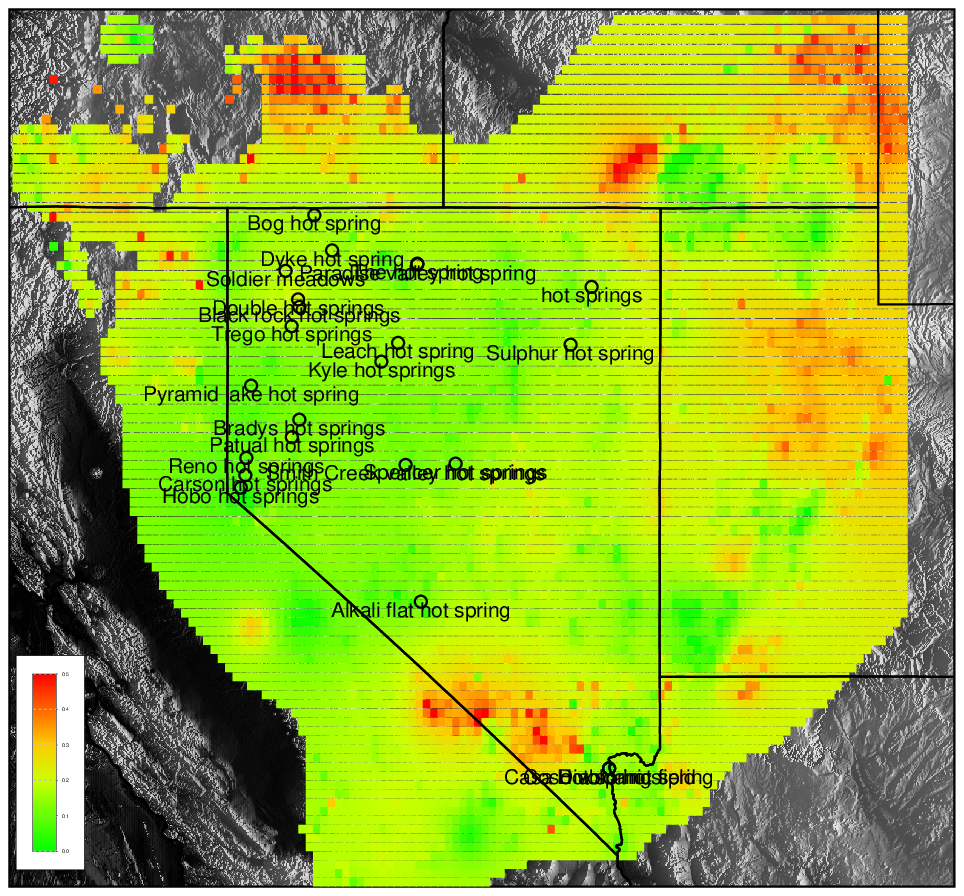 Bog hot spring
Dyke hot spring
Soldier meadows
Paradise valley hot spring
The hot springs
hot springs
Double hot springs
Black rock hot springs
Trego hot springs
Leach hot spring
Sulphur hot spring
Kyle hot springs
Pyramid lake hot spring
Bradys hot springs
Patual hot springs
Reno hot springs
Smith Creek valley hot springs
Spencer hot springs
Carson hot springs
Hobo hot springs
Alkali flat hot spring
0.5
0.4
0.3
0.2
0.1
0.0